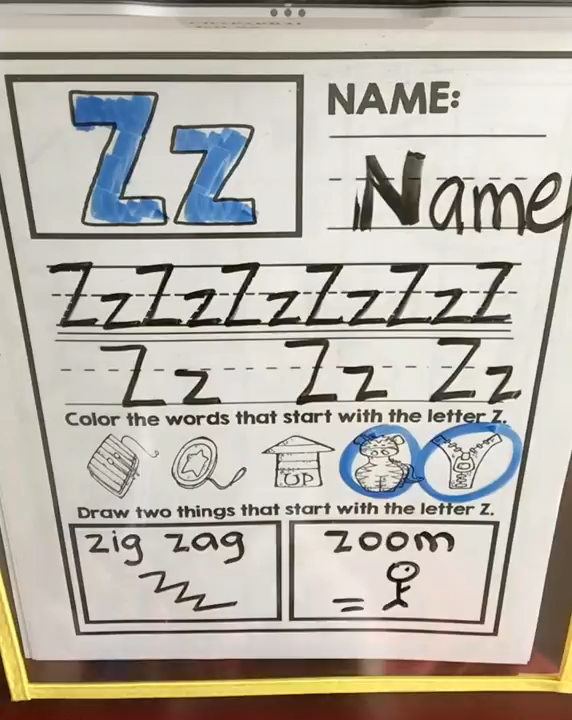 Zz
NAME:
Name
ZzZzZzZzZzZ
Zz Zz Zz
Color the words that start with the letter Z.
UP
Draw two things that start with the letter Z.
zig zag
zoom